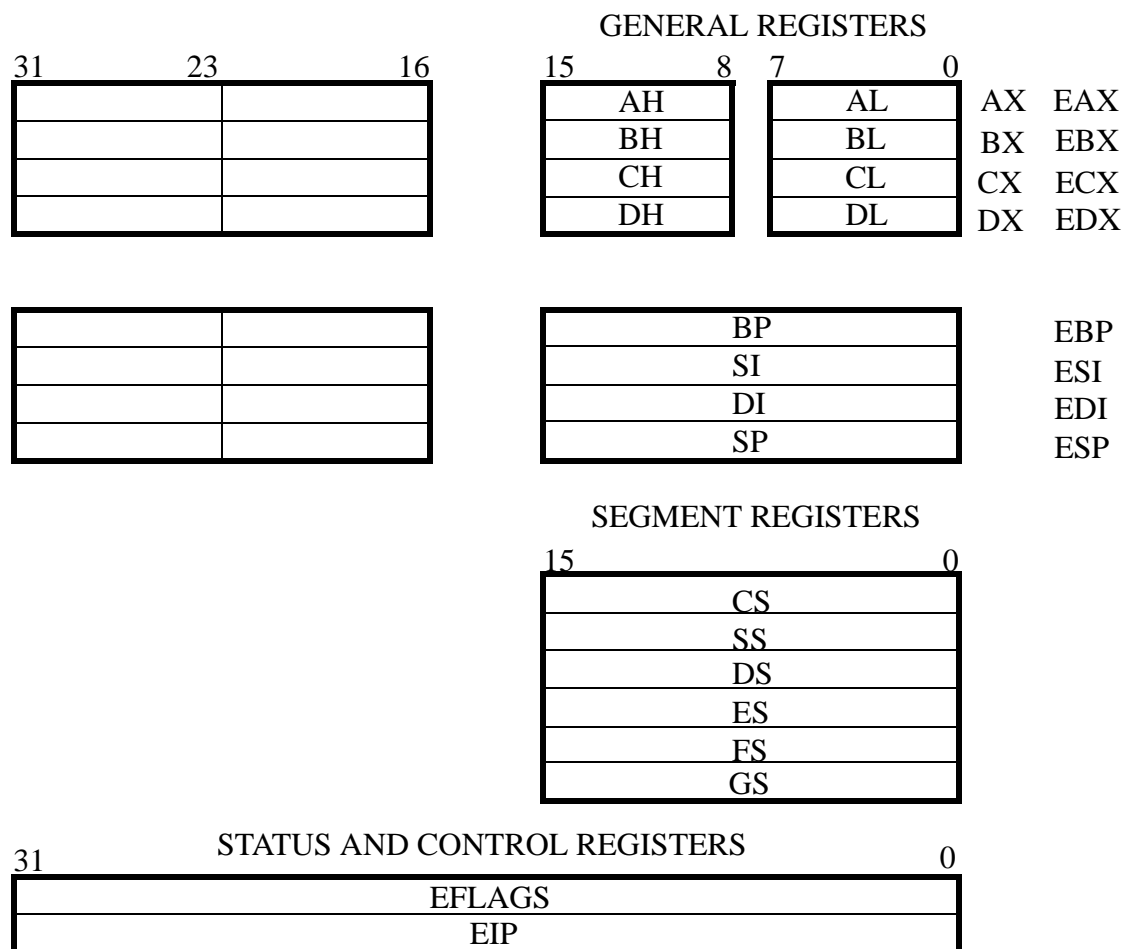 GENERAL REGISTERS
31 23 16 15 8 7 0
AH AL AX EAX
BH BL BX EBX
CH CL CX ECX
DH DL DX EDX
BP EBP
SI ESI
DI EDI
SP ESP
SEGMENT REGISTERS
15 0
CS
SS
DS
ES
FS
GS
STATUS AND CONTROL REGISTERS
31 0
EFLAGS
EIP